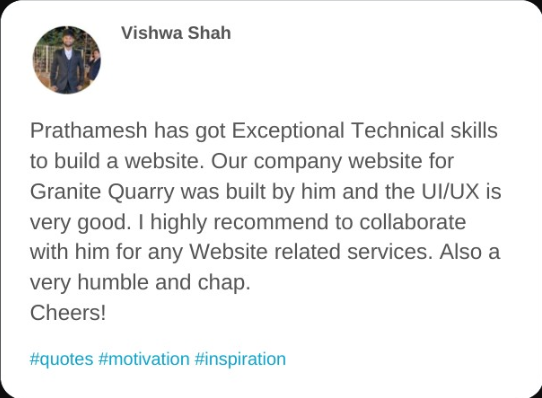 Vishwa Shah
Prathamesh has got Exceptional Technical skills
to build a website. Our company website for
Granite Quarry was built by him and the UI/UX is
very good. I highly recommend to collaborate
with him for any Website related services. Also a
very humble and chap.
Cheers!
#quotes #motivation #inspiration